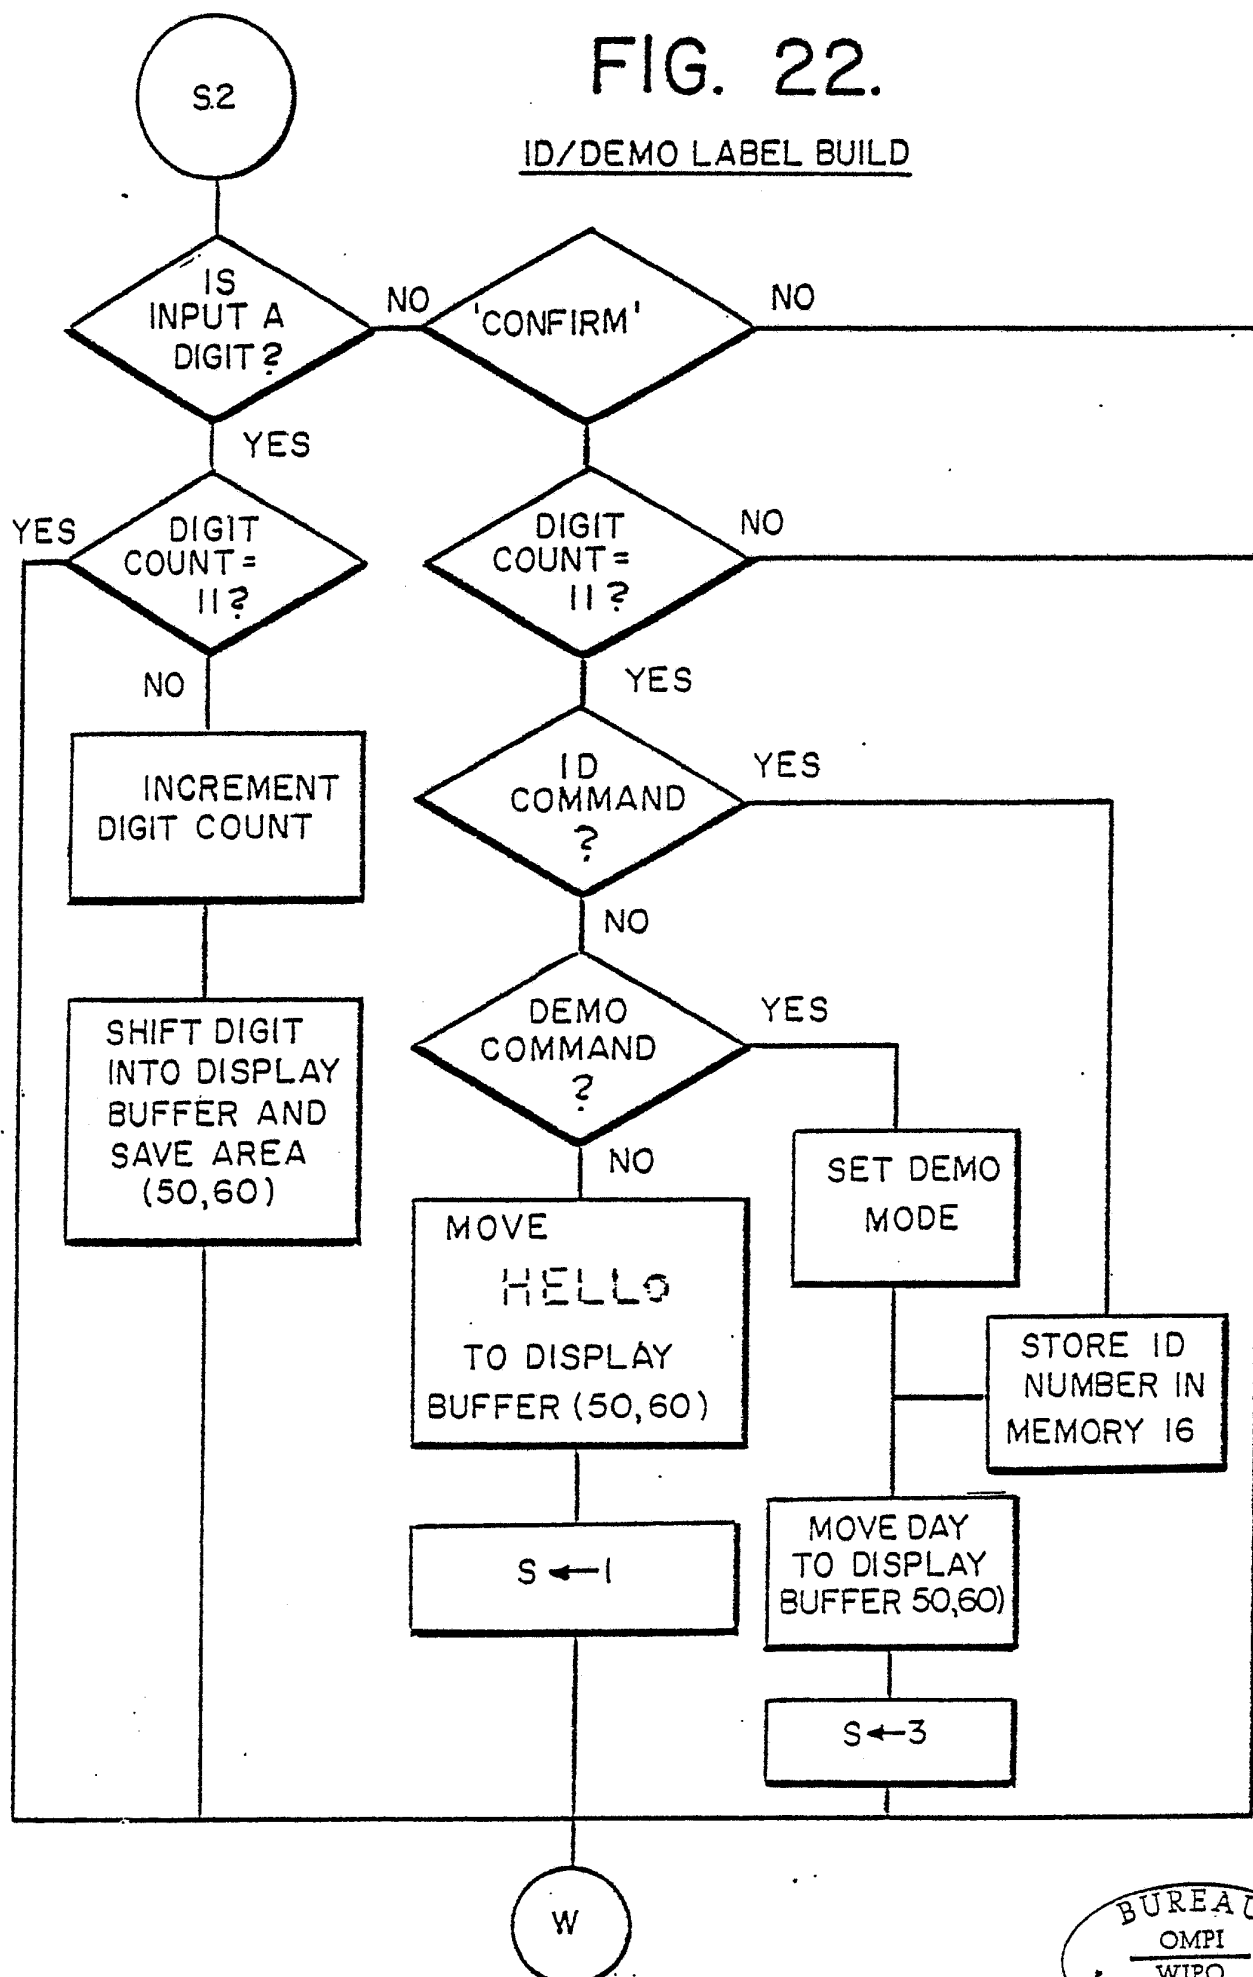 S.2
FIG. 22.
ID/DEMO LABEL BUILD
IS
INPUT A
DIGIT?
NO
'CONFIRM'
NO
YES
YES
DIGIT
COUNT=
11?
DIGIT
COUNT=
11?
NO
NO
YES
INCREMENT
DIGIT COUNT
ID
COMMAND
?
YES
NO
SHIFT DIGIT
INTO DISPLAY
BUFFER AND
SAVE AREA
(50,60)
DEMO
COMMAND
?
YES
NO
SET DEMO
MODE
MOVE
HELLo
TO DISPLAY
BUFFER (50,60)
STORE ID
NUMBER IN
MEMORY 16
S←1
MOVE DAY
TO DISPLAY
BUFFER 50,60)
S←3
W
BUREAU
OMPI
WIPO